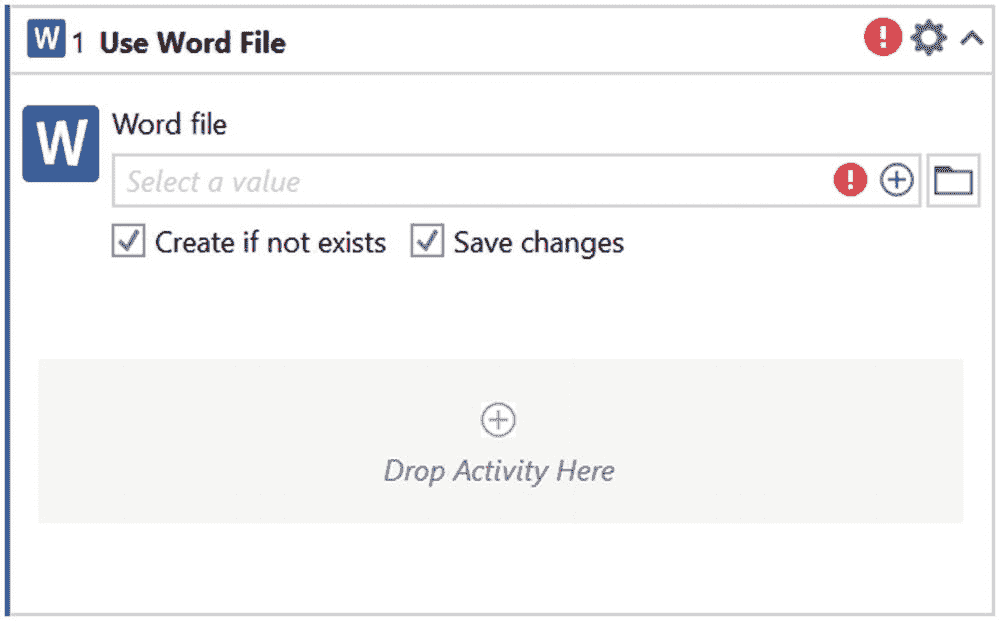 W 1 Use Word File
W Word file
Select a value
Create if not exists Save changes
Drop Activity Here